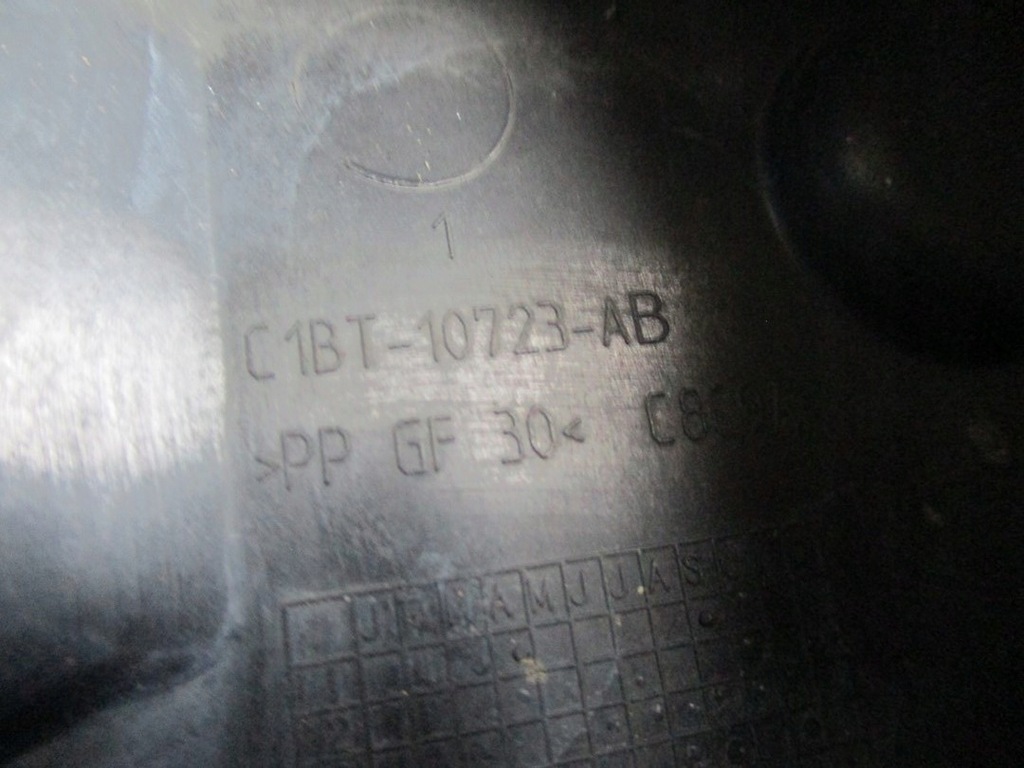 1
C1BT-10723-AB
>PP GF 30<
J F M A M J J A S